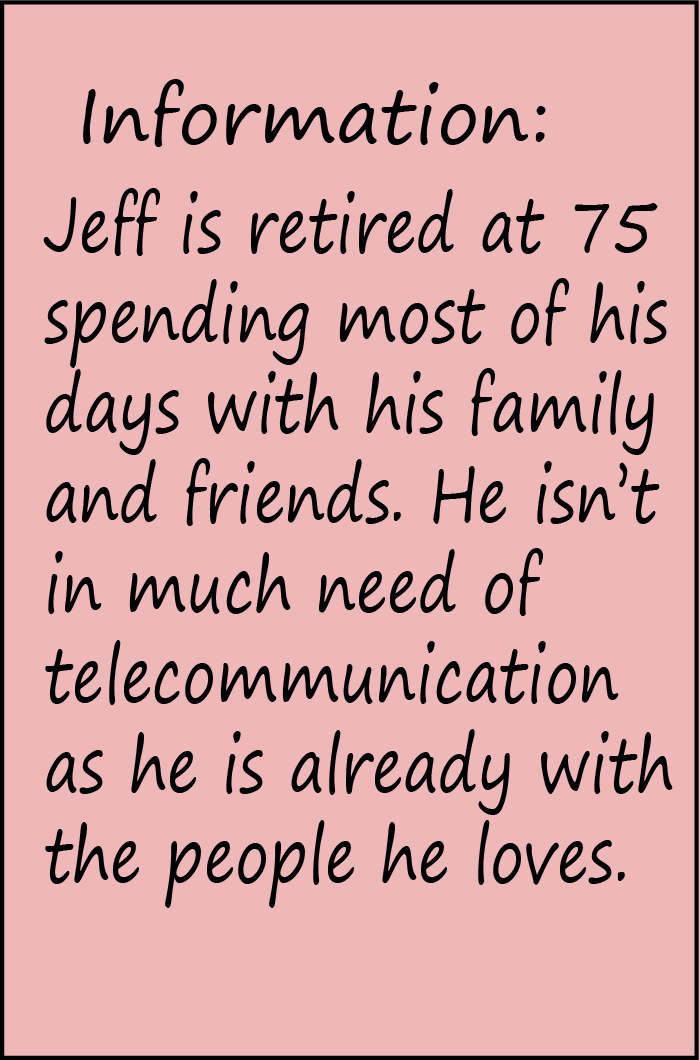 Information:
Jeff is retired at 75
spending most of his
days with his family
and friends. He isn’t
in much need of
telecommunication
as he is already with
the people he loves.